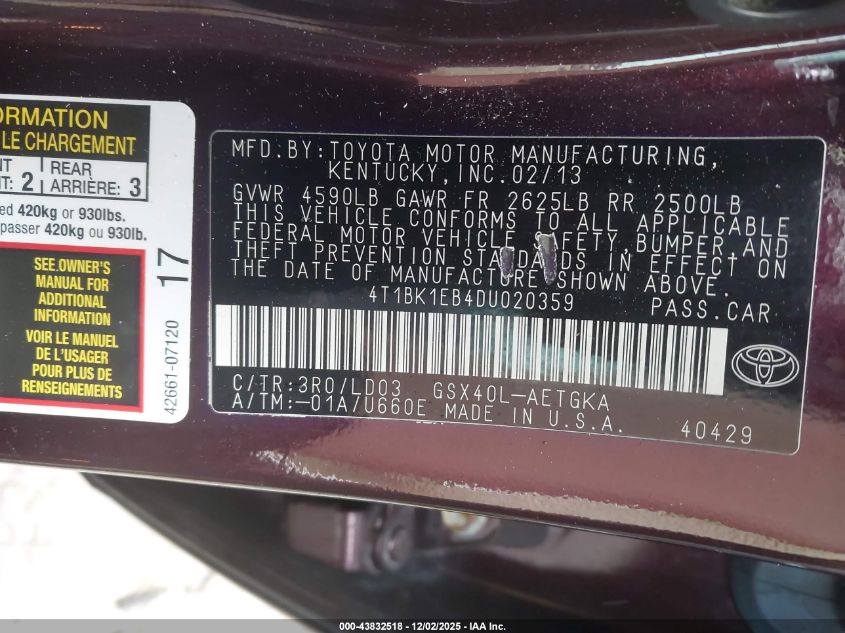 FORMATION
LE CHARGEMENT
2 REAR
ARRIÈRE: 3
420kg or 930lbs.
passer 420kg ou 930lb.
SEE OWNER'S
MANUAL FOR
ADDITIONAL
INFORMATION
VOIR LE MANUEL
DE L'USAGER
POUR PLUS DE
RENSEIGNEMENTS
42661-07120 17
MFD.BY:TOYOTA MOTOR MANUFACTURING,
KENTUCKY,INC.02/13
GVWR 4590LB GAWR FR 2625LB RR 2500LB
THIS VEHICLE CONFORMS TO ALL APPLICABLE
FEDERAL MOTOR VEHICLE SAFETY,BUMPER AND
THEFT PREVENTION STANDARDS IN EFFECT ON
THE DATE OF MANUFACTURE SHOWN ABOVE.
4T1BK1EB4DU020359 PASS.CAR
C/TR:3R0/LD03 GSX40L-AETGKA
A/TM:-01A/U660E MADE IN U.S.A.
40429
000-43832518 - 12/02/2025 - IAA Inc.